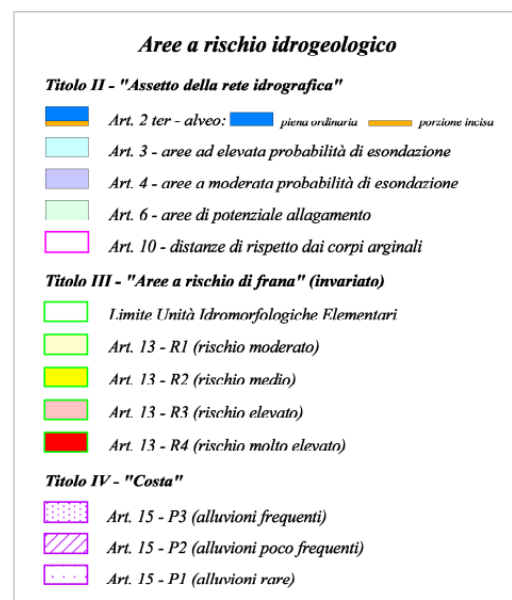 Aree a rischio idrogeologico
Titolo II - "Assetto della rete idrografica"
Art. 2 ter - alveo: piena ordinaria porzione incisa
Art. 3 - aree ad elevata probabilità di esondazione
Art. 4 - aree a moderata probabilità di esondazione
Art. 6 - aree di potenziale allagamento
Art. 10 - distanze di rispetto dai corpi arginali
Titolo III - "Aree a rischio di frana" (invariato)
Limite Unità Idromorfologiche Elementari
Art. 13 - R1 (rischio moderato)
Art. 13 - R2 (rischio medio)
Art. 13 - R3 (rischio elevato)
Art. 13 - R4 (rischio molto elevato)
Titolo IV - "Costa"
Art. 15 - P3 (alluvioni frequenti)
Art. 15 - P2 (alluvioni poco frequenti)
Art. 15 - P1 (alluvioni rare)